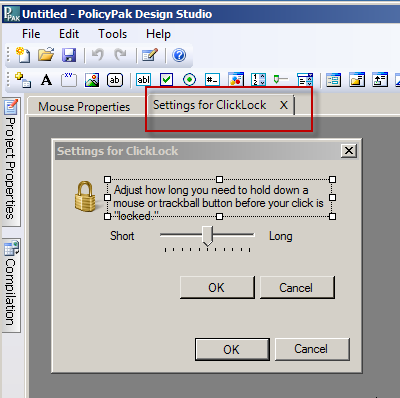 Untitled - PolicyPak Design Studio
File Edit View Tools Help
Mouse Properties Settings for ClickLock X
Project Properties
Compilation
Settings for ClickLock
Adjust how long you need to hold down a
mouse or trackball button before your click is
"locked."
Short Long
OK Cancel
OK Cancel